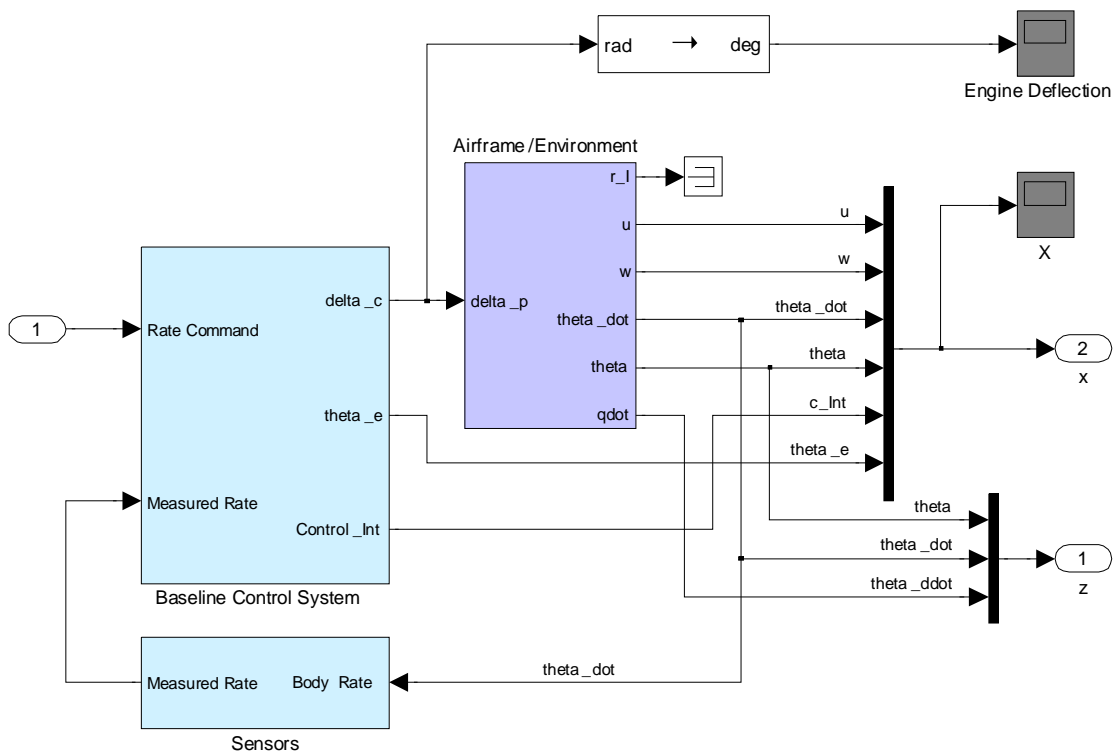 rad → deg
Engine Deflection
Airframe /Environment
r_I
u
w
theta _dot
theta
qdot
delta _p
u
w
theta _dot
theta
c_Int
theta _e
X
2
x
1
Rate Command
Measured Rate
delta _c
theta _e
Control _Int
Baseline Control System
theta
theta _dot
theta _ddot
1
z
Measured Rate
Body Rate
theta _dot
Sensors